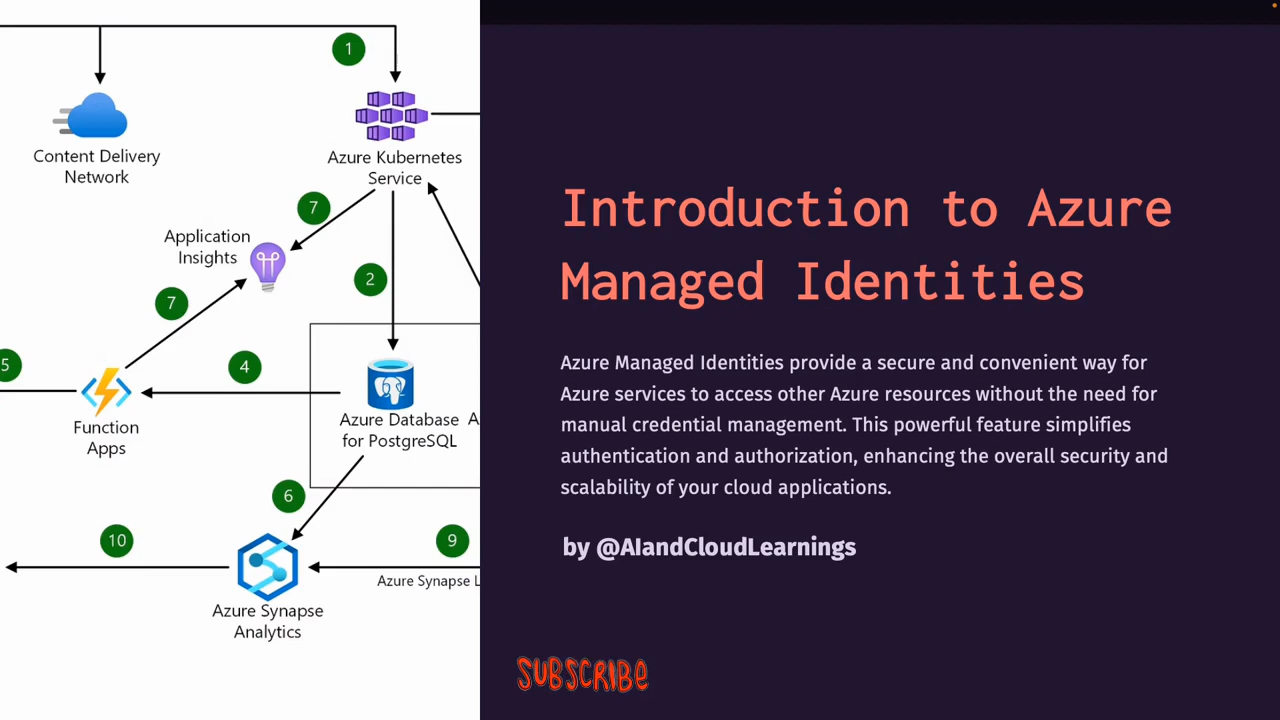 1
Content Delivery
Network
Azure Kubernetes
Service
7
Application
Insights
2
7
5
4
Function
Apps
Azure Database
for PostgreSQL
6
10
9
Azure Synapse L
Azure Synapse
Analytics
Introduction to Azure
Managed Identities
Azure Managed Identities provide a secure and convenient way for
Azure services to access other Azure resources without the need for
manual credential management. This powerful feature simplifies
authentication and authorization, enhancing the overall security and
scalability of your cloud applications.
by @AIandCloudLearnings
SUBSCRIBe